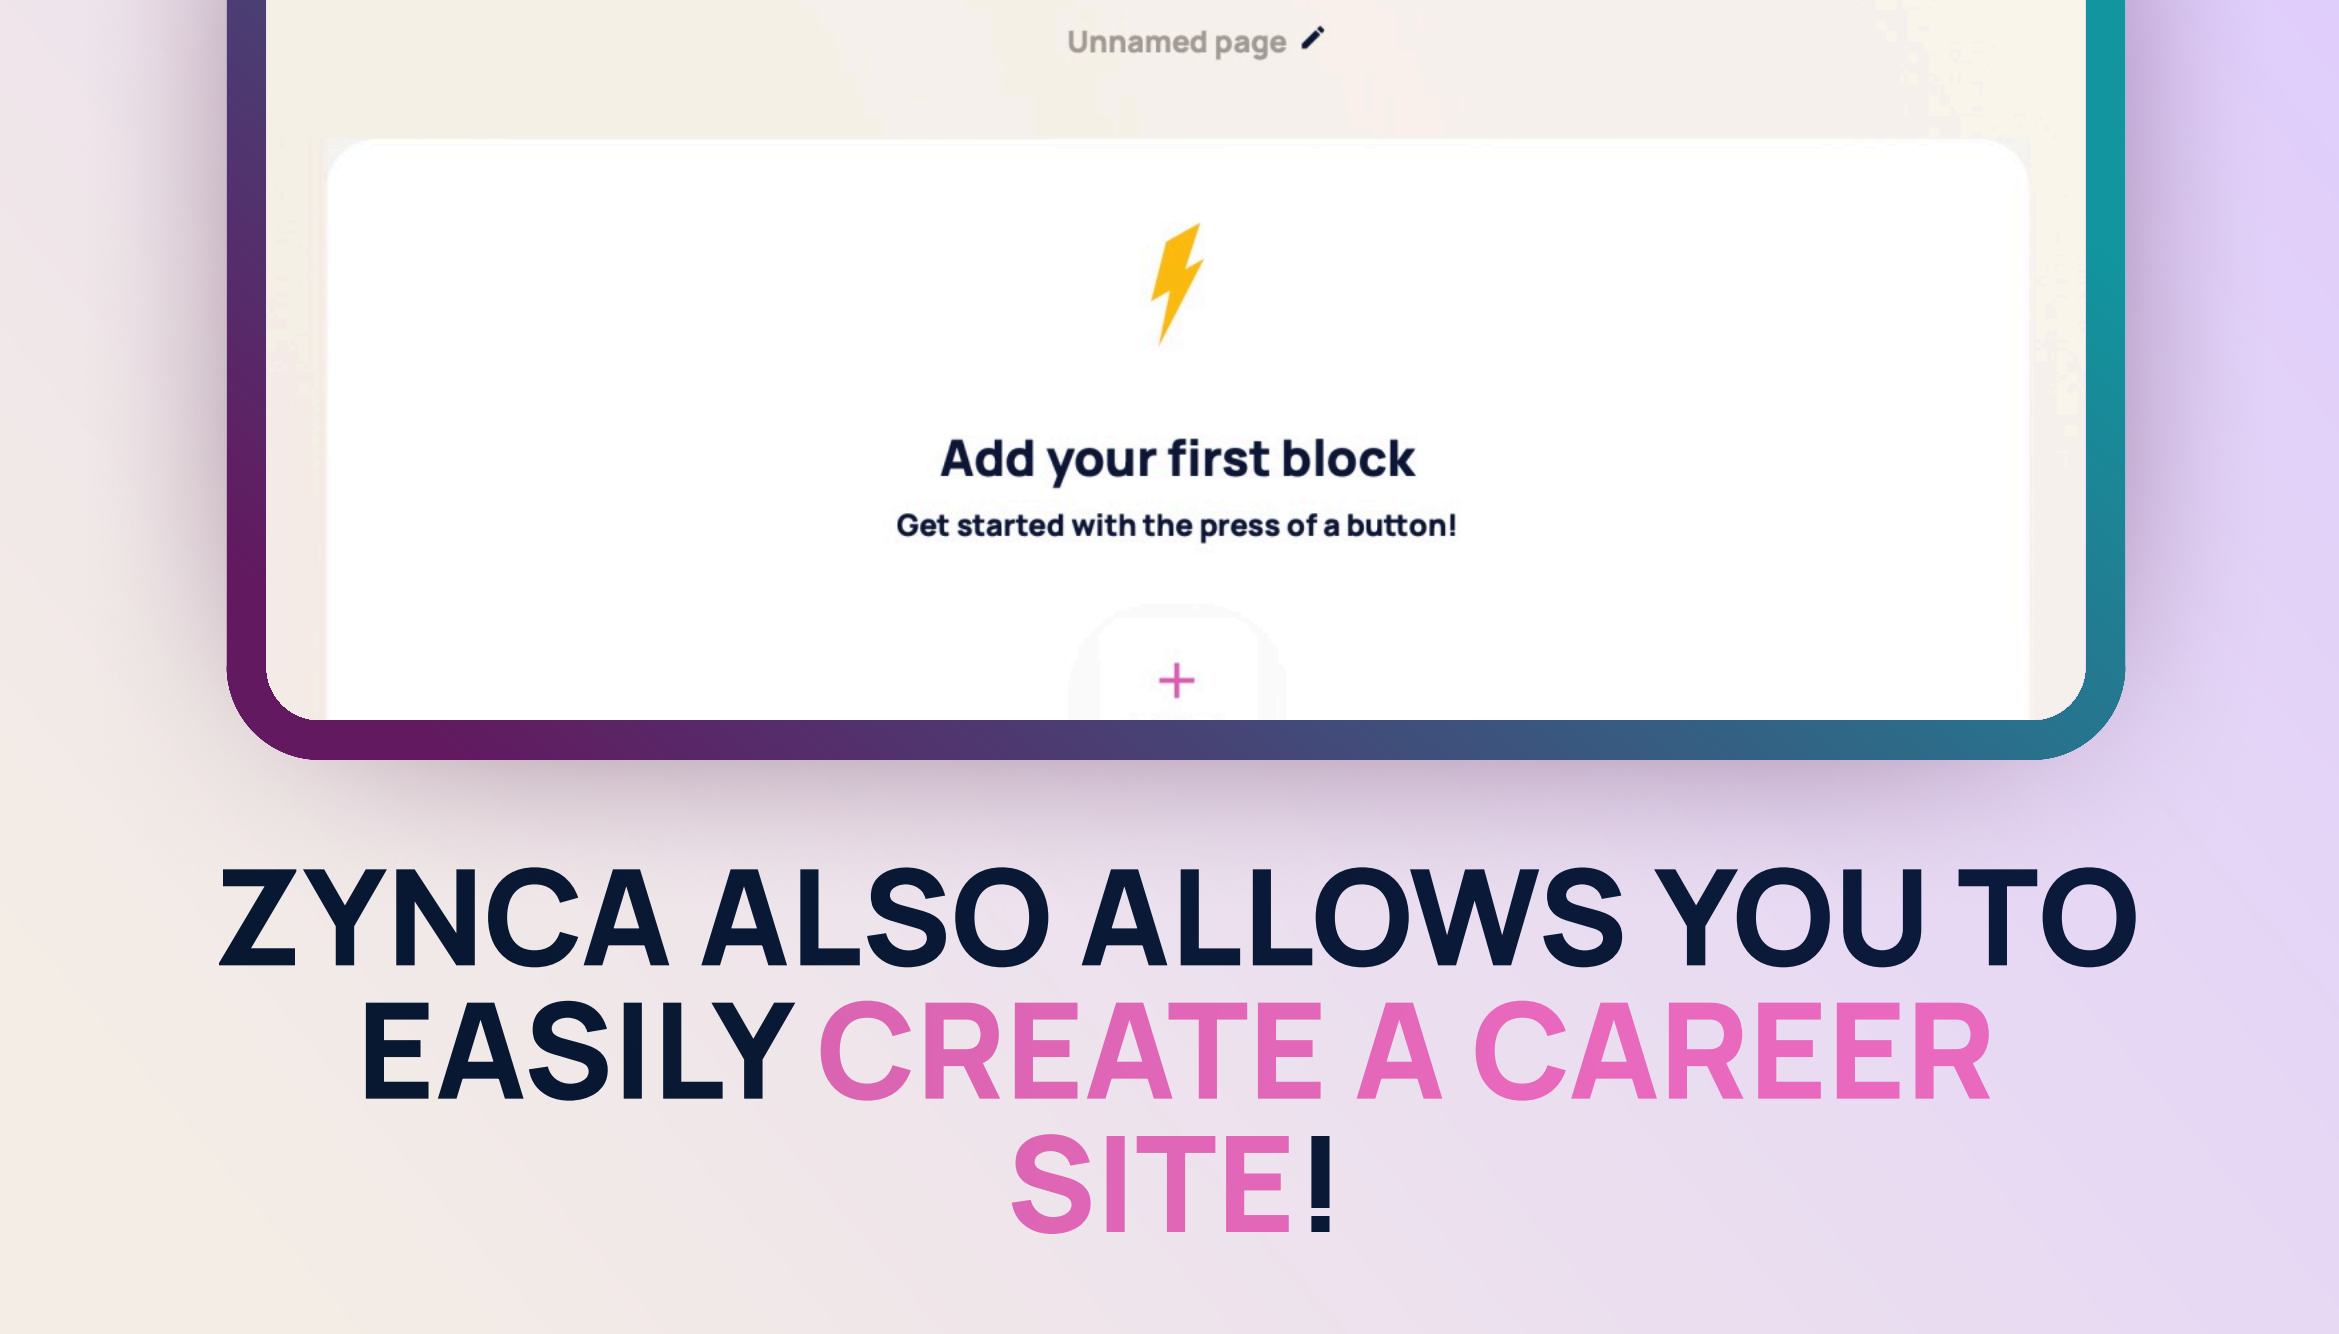 Unnamed page
Add your first block
Get started with the press of a button!
ZYNCA ALSO ALLOWS YOU TO
EASILY CREATE A CAREER
SITE!